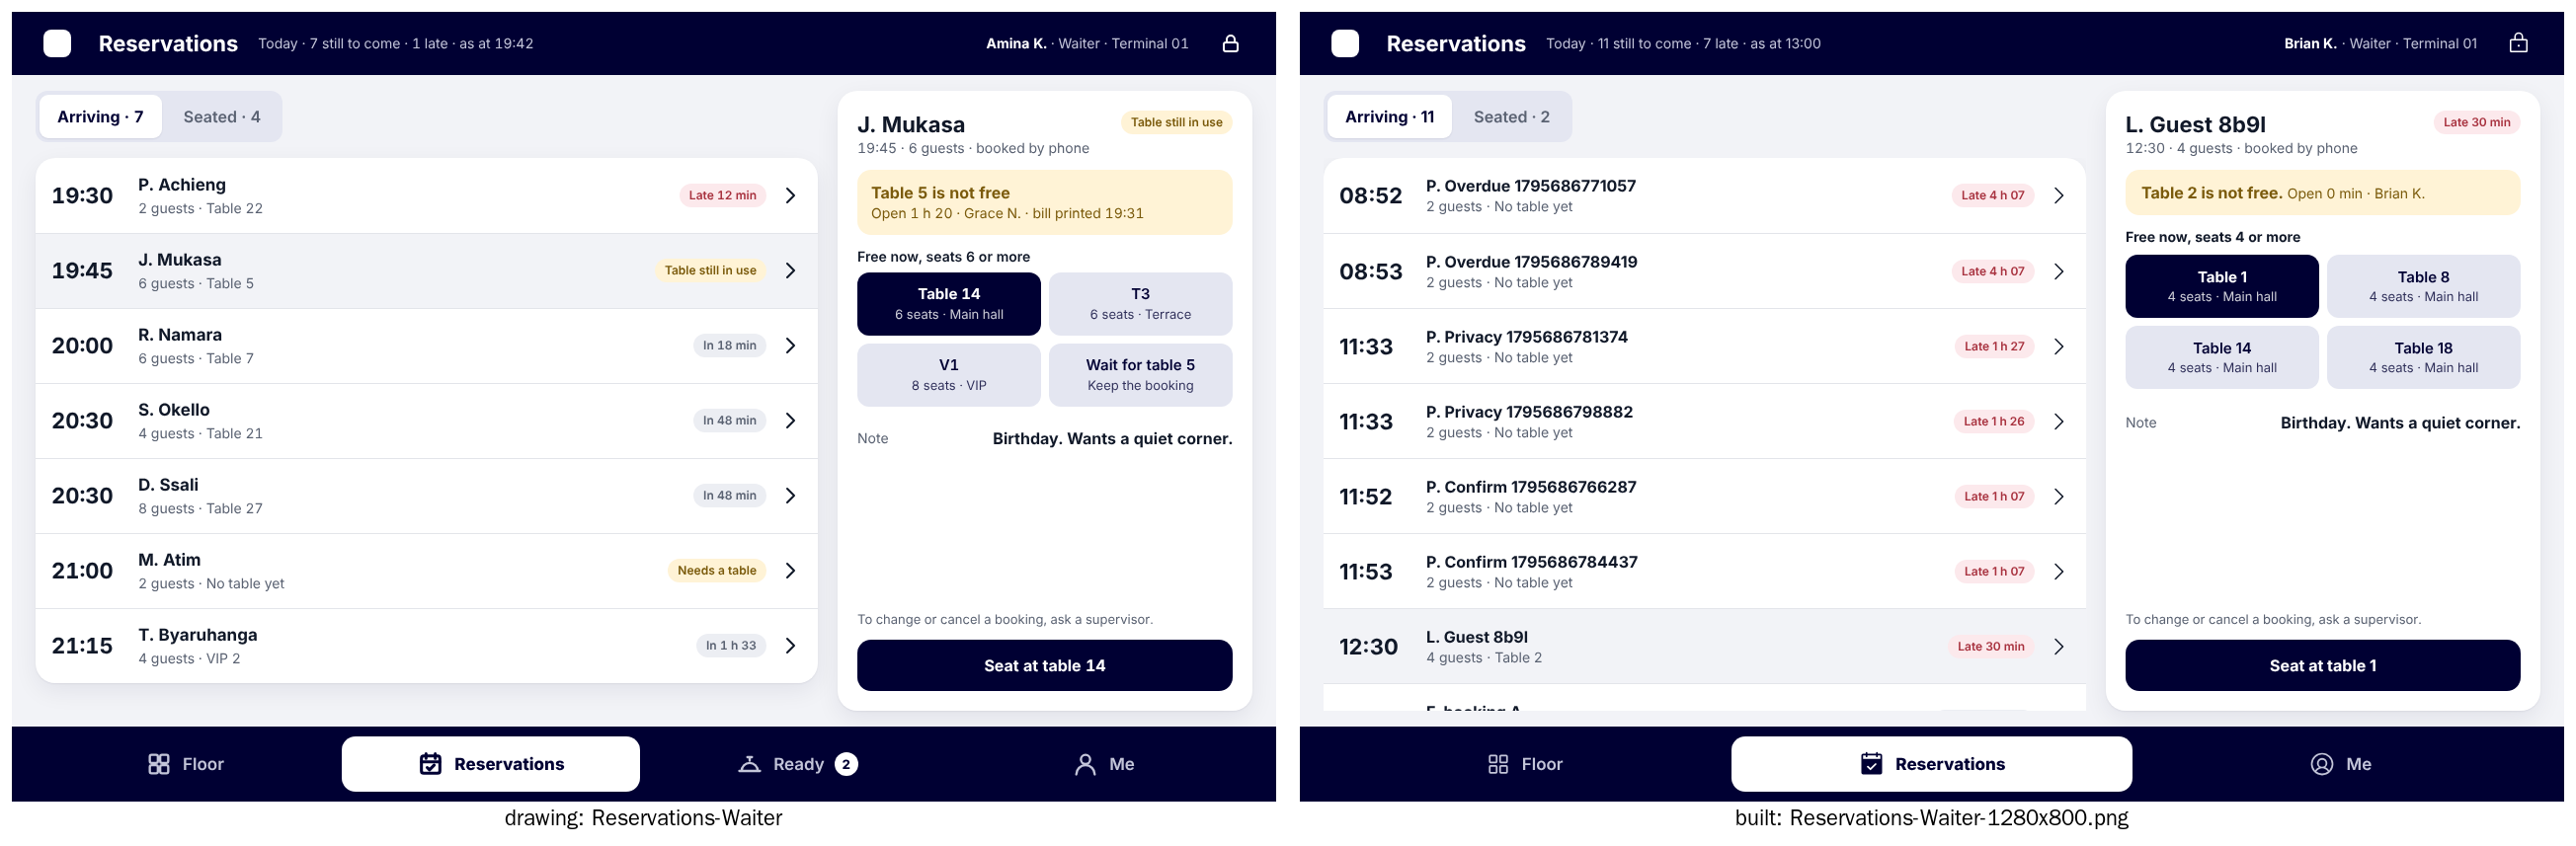 Reservations Today · 7 still to come · 1 late · as at 19:42
Amina K. · Waiter · Terminal 01
Arriving · 7
Seated · 4
19:30
P. Achieng
2 guests · Table 22
Late 12 min
19:45
J. Mukasa
6 guests · Table 5
Table still in use
20:00
R. Namara
6 guests · Table 7
In 18 min
20:30
S. Okello
4 guests · Table 21
In 48 min
20:30
D. Ssali
8 guests · Table 27
In 48 min
21:00
M. Atim
2 guests · No table yet
Needs a table
21:15
T. Byaruhanga
4 guests · VIP 2
In 1 h 33
J. Mukasa
Table still in use
19:45 · 6 guests · booked by phone
Table 5 is not free
Open 1 h 20 · Grace N. · bill printed 19:31
Free now, seats 6 or more
Table 14
6 seats · Main hall
T3
6 seats · Terrace
V1
8 seats · VIP
Wait for table 5
Keep the booking
Note
Birthday. Wants a quiet corner.
To change or cancel a booking, ask a supervisor.
Seat at table 14
Floor
Reservations
Ready 2
Me
drawing: Reservations-Waiter
Reservations Today · 11 still to come · 7 late · as at 13:00
Brian K. · Waiter · Terminal 01
Arriving · 11
Seated · 2
08:52
P. Overdue 1795686771057
2 guests · No table yet
Late 4 h 07
08:53
P. Overdue 1795686789419
2 guests · No table yet
Late 4 h 07
11:33
P. Privacy 1795686781374
2 guests · No table yet
Late 1 h 27
11:33
P. Privacy 1795686798882
2 guests · No table yet
Late 1 h 26
11:52
P. Confirm 1795686766287
2 guests · No table yet
Late 1 h 07
11:53
P. Confirm 1795686784437
2 guests · No table yet
Late 1 h 07
12:30
L. Guest 8b9l
4 guests · Table 2
Late 30 min
L. Guest 8b9l
Late 30 min
12:30 · 4 guests · booked by phone
Table 2 is not free. Open 0 min · Brian K.
Free now, seats 4 or more
Table 1
4 seats · Main hall
Table 8
4 seats · Main hall
Table 14
4 seats · Main hall
Table 18
4 seats · Main hall
Note
Birthday. Wants a quiet corner.
To change or cancel a booking, ask a supervisor.
Seat at table 1
Floor
Reservations
Me
built: Reservations-Waiter-1280x800.png